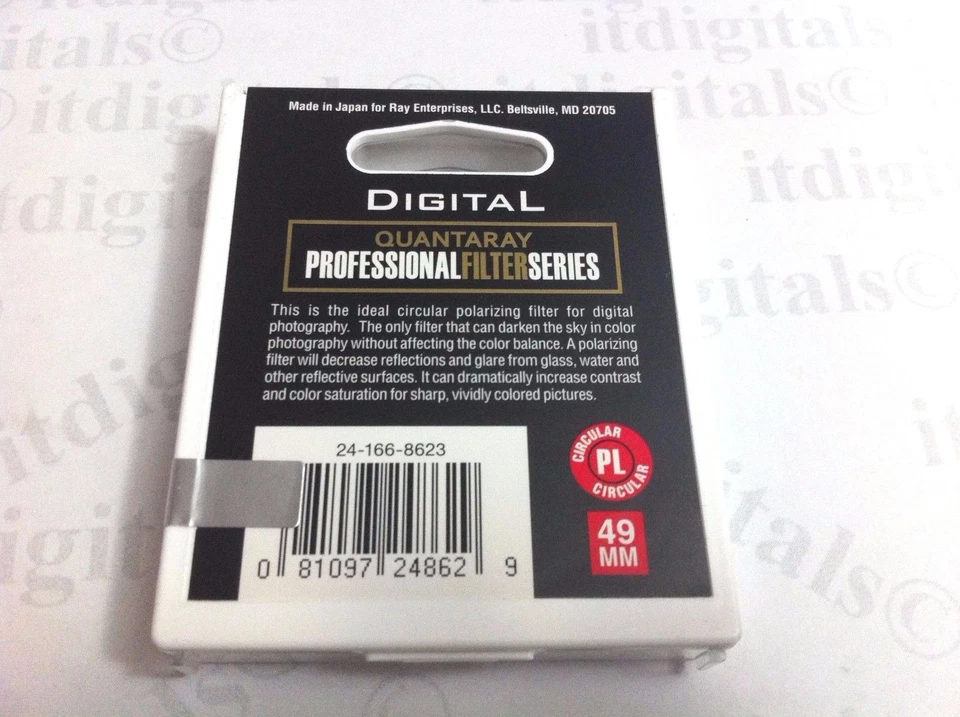 itdigitals©
itdigitals©
itdigitals©
Made in Japan for Ray Enterprises, LLC. Beltsville, MD 20705
DIGITAL
QUANTARAY
PROFESSIONALFILTERSERIES
This is the ideal circular polarizing filter for digital
photography. The only filter that can darken the sky in color
photography without affecting the color balance. A polarizing
filter will decrease reflections and glare from glass, water and
other reflective surfaces. It can dramatically increase contrast
and color saturation for sharp, vividly colored pictures.
24-166-8623
0 81097 24862 9
CIRCULAR
PL
CIRCULAR
49
MM